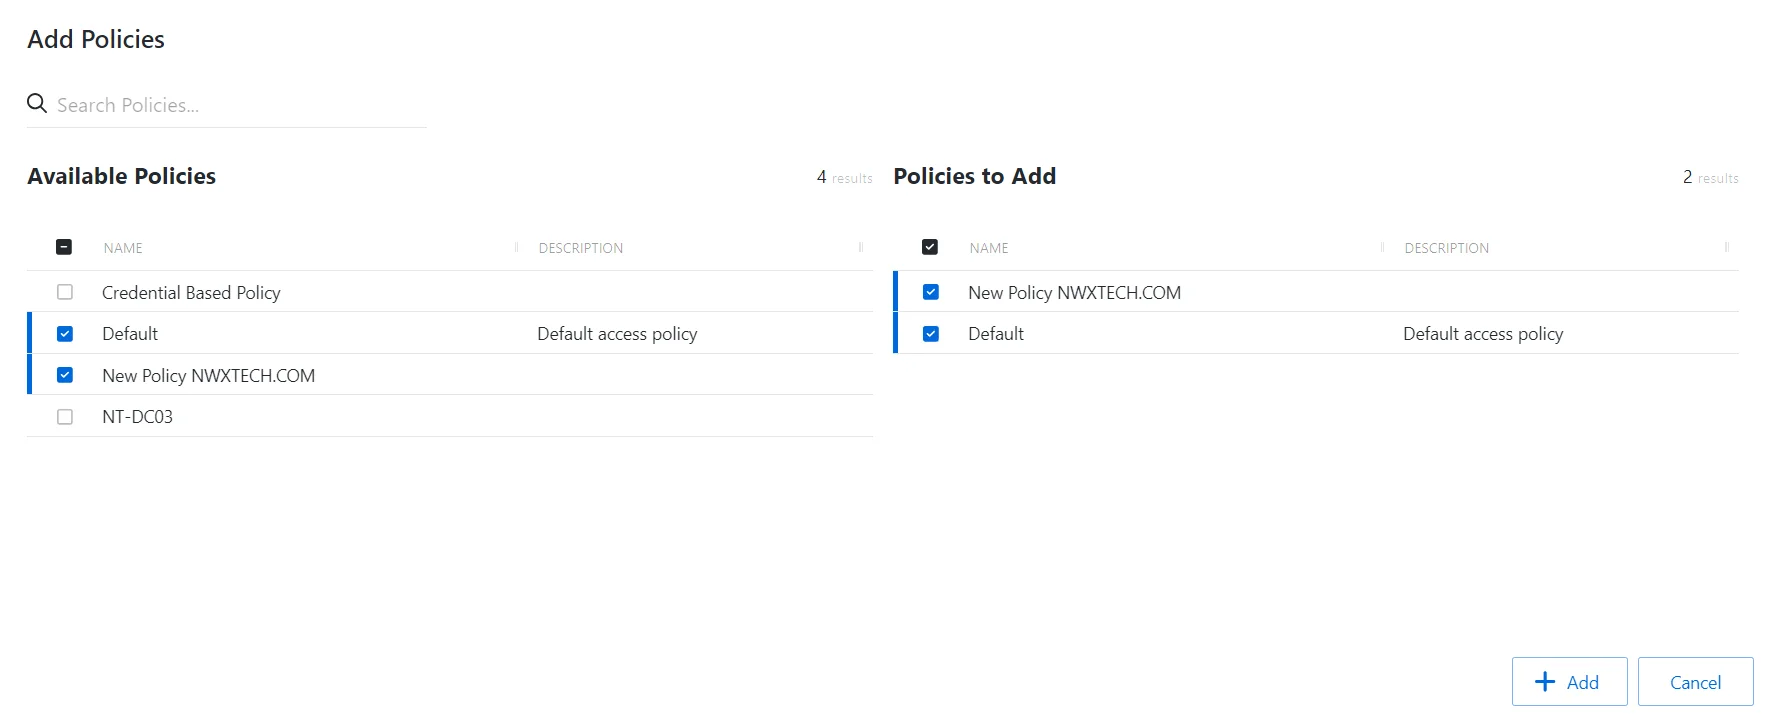 Add Policies
Search Policies...
Available Policies 4 results
NAME DESCRIPTION
Credential Based Policy
Default Default access policy
New Policy NWXTECH.COM
NT-DC03
Policies to Add 2 results
NAME DESCRIPTION
New Policy NWXTECH.COM
Default Default access policy
Add Cancel